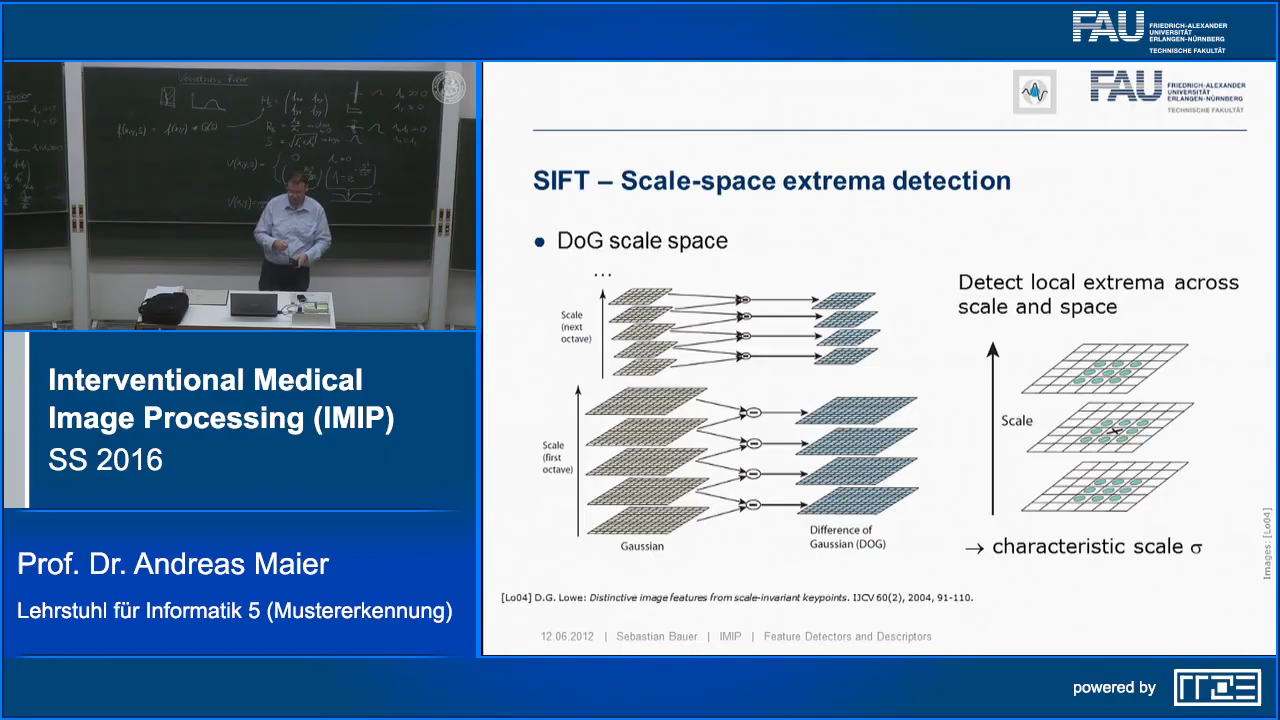 FAU
FRIEDRICH-ALEXANDER
UNIVERSITÄT
ERLANGEN-NÜRNBERG
TECHNISCHE FAKULTÄT
FAU
FRIEDRICH-ALEXANDER
UNIVERSITÄT
ERLANGEN-NÜRNBERG
TECHNISCHE FAKULTÄT
SIFT – Scale-space extrema detection
● DoG scale space
...
Scale
(next
octave)
Scale
(first
octave)
Gaussian
Difference of
Gaussian (DOG)
Detect local extrema across
scale and space
Scale
→ characteristic scale σ
Images: [Lo04]
[Lo04] D.G. Lowe: Distinctive image features from scale-invariant keypoints. IJCV 60(2), 2004, 91-110.
12.06.2012 | Sebastian Bauer | IMIP | Feature Detectors and Descriptors
Interventional Medical
Image Processing (IMIP)
SS 2016
Prof. Dr. Andreas Maier
Lehrstuhl für Informatik 5 (Mustererkennung)
powered by